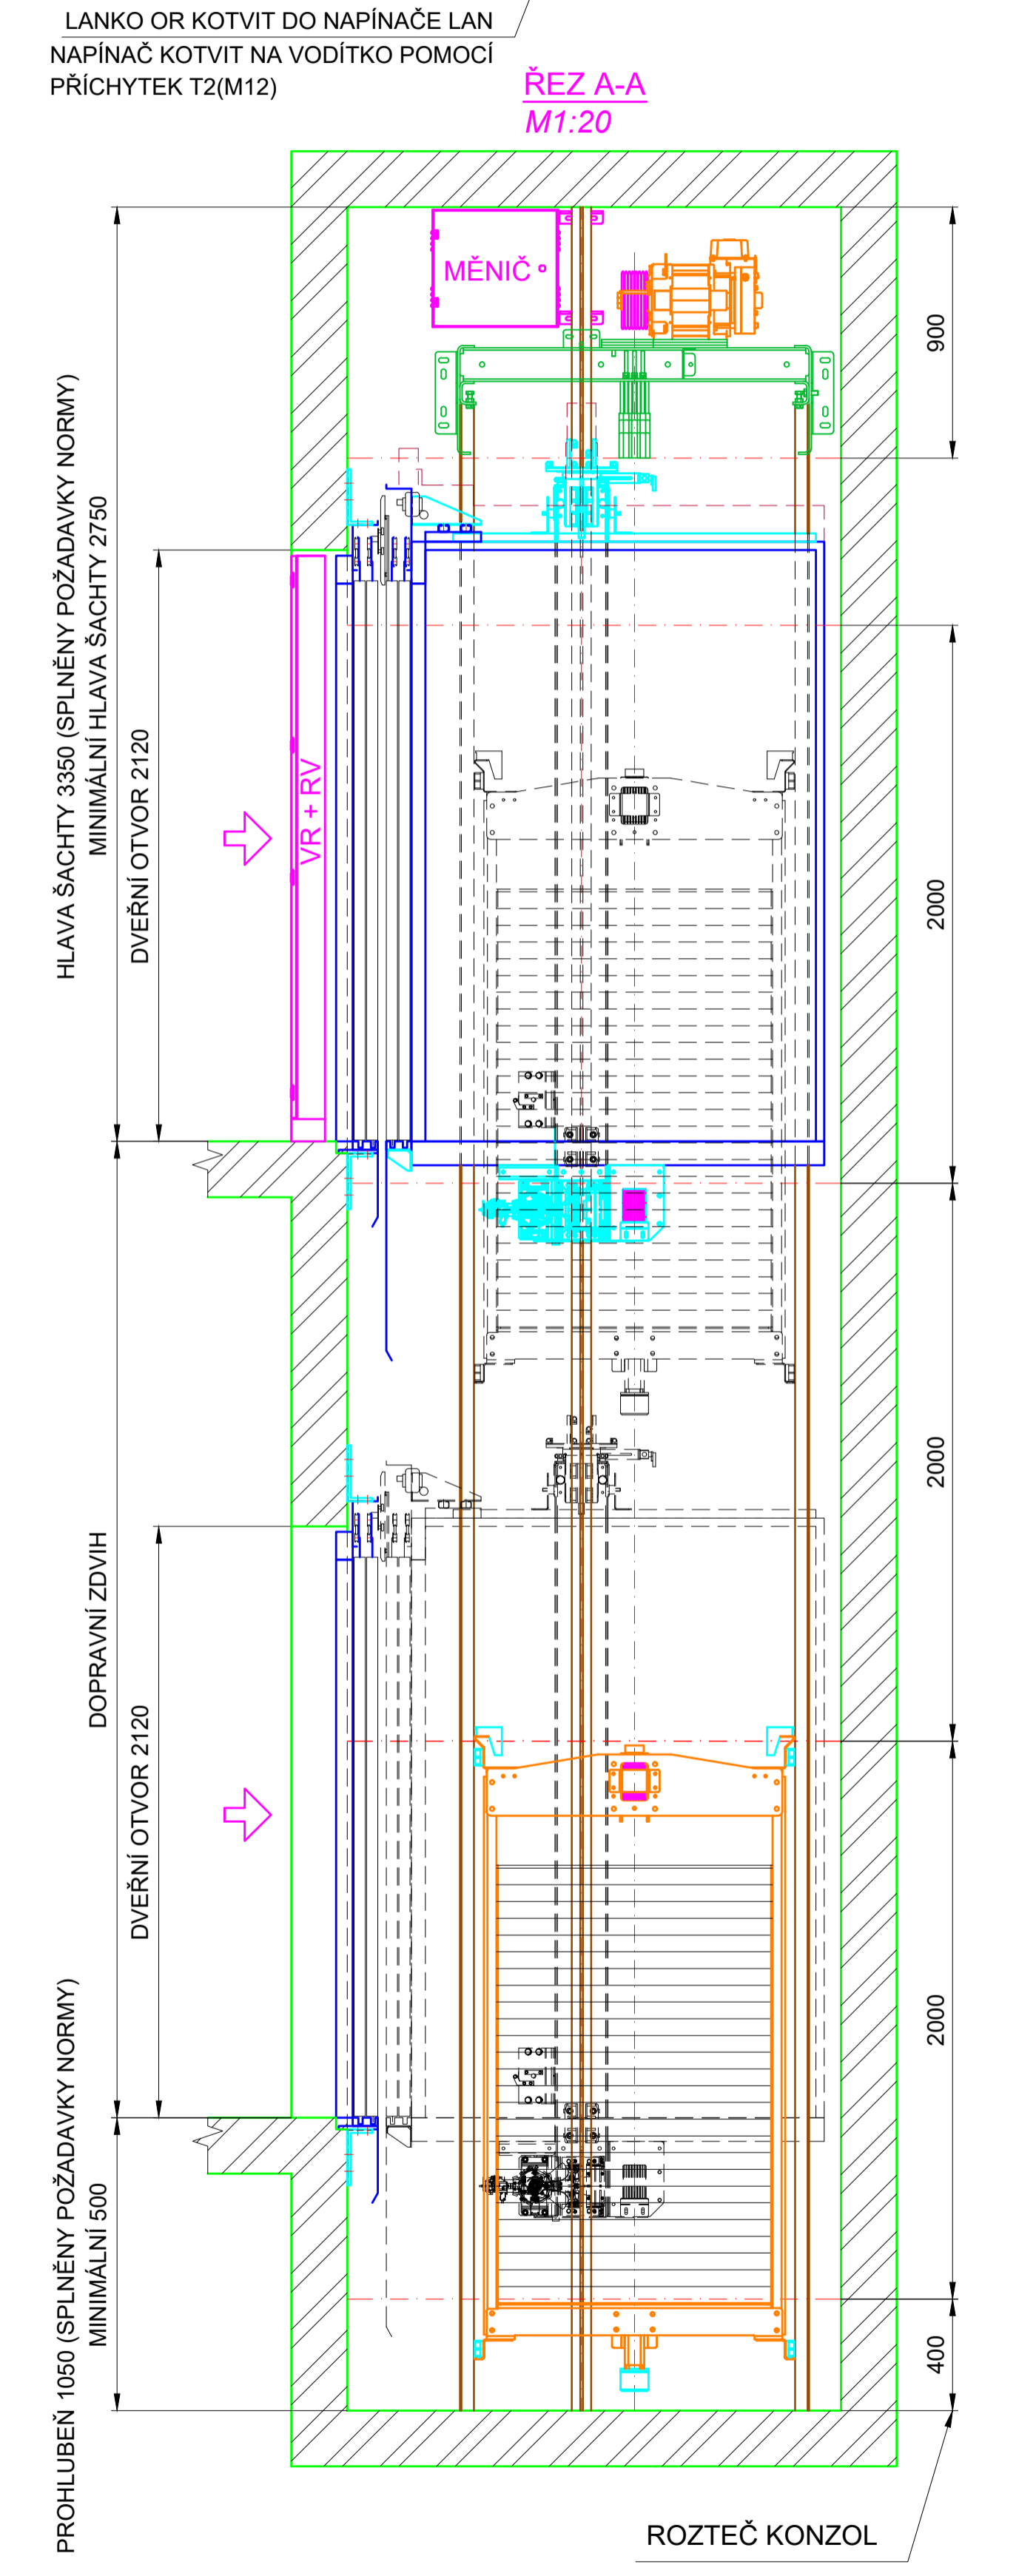 LANKO OR KOTVIT DO NAPÍNAČE LAN
NAPÍNAČ KOTVIT NA VODÍTKO POMOCÍ
PŘÍCHYTEK T2(M12)
ŘEZ A-A
M1:20
MĚNIČ
900
HLAVA ŠACHTY 3350 (SPLNĚNY POŽADAVKY NORMY)
MINIMÁLNÍ HLAVA ŠACHTY 2750
DVEŘNÍ OTVOR 2120
VR + RV
2000
2000
DOPRAVNÍ ZDVIH
DVEŘNÍ OTVOR 2120
2000
PROHLUBEŇ 1050 (SPLNĚNY POŽADAVKY NORMY)
MINIMÁLNÍ 500
400
ROZTEČ KONZOL